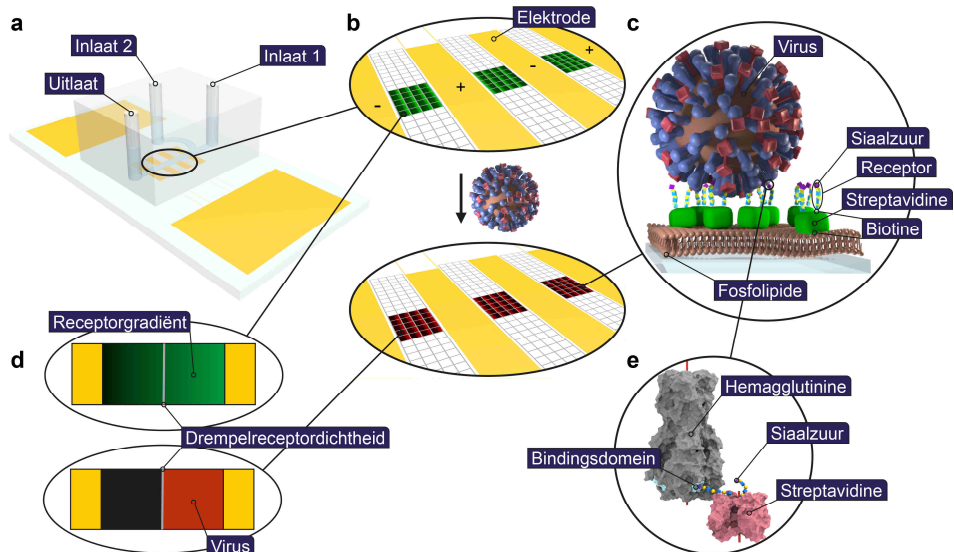 a
Inlaat 2
Inlaat 1
Uitlaat
b
Elektrode
-
+
-
+
c
Virus
Siaalzuur
Receptor
Streptavidine
Biotine
Fosfolipide
d
Receptorgradiënt
Drempelreceptordichtheid
Virus
e
Hemagglutinine
Siaalzuur
Bindingsdomein
Streptavidine